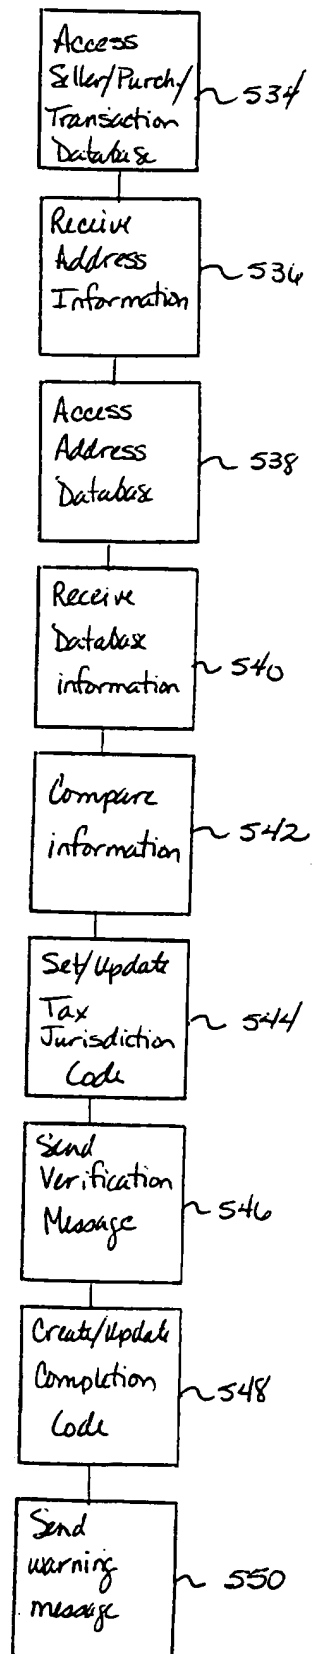 Access
Seller/Purch/
Transaction
Database
534
Receive
Address
Information
536
Access
Address
Database
538
Receive
Database
information
540
Compare
information
542
Set/Update
Tax
Jurisdiction
Code
544
Send
Verification
Message
546
Create/Update
Completion
Code
548
Send
warning
message
550